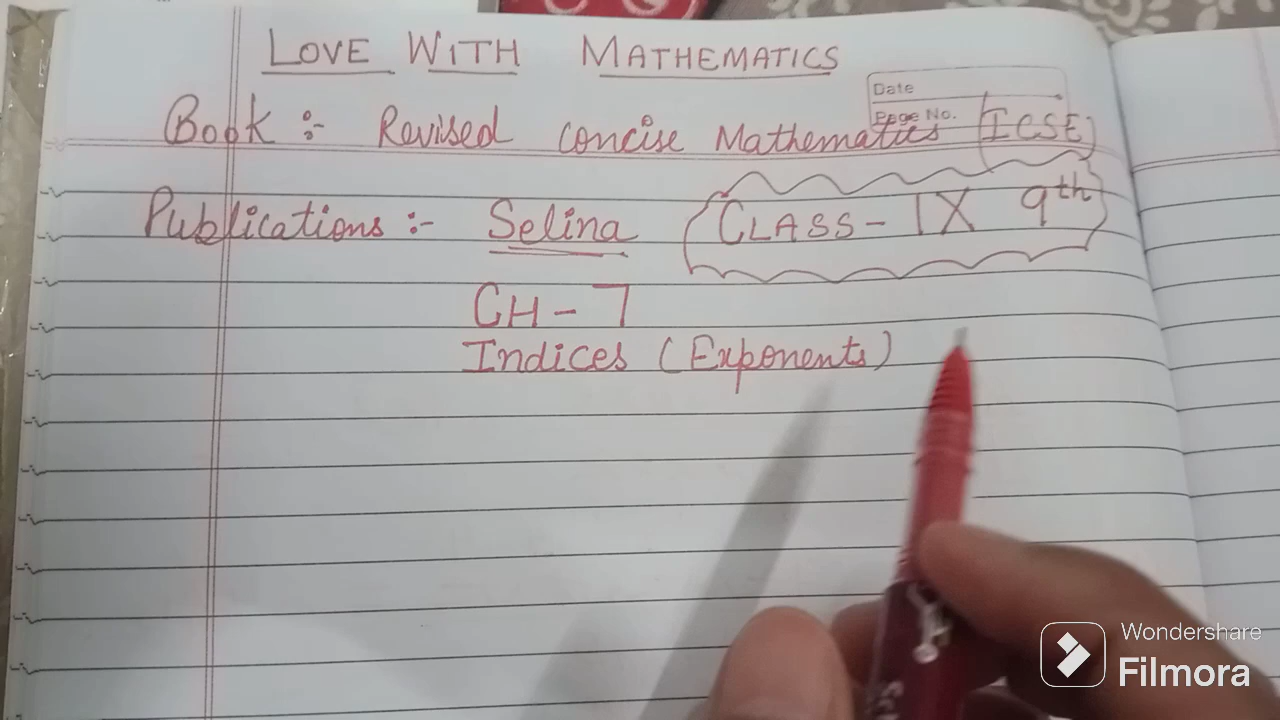 LOVE WITH MATHEMATICS
Date
Page No.
Book :- Revised concise Mathematics (ICSE)
Publications :- Selina CLASS - IX 9th
CH - 7
Indices (Exponents)
Wondershare
Filmora